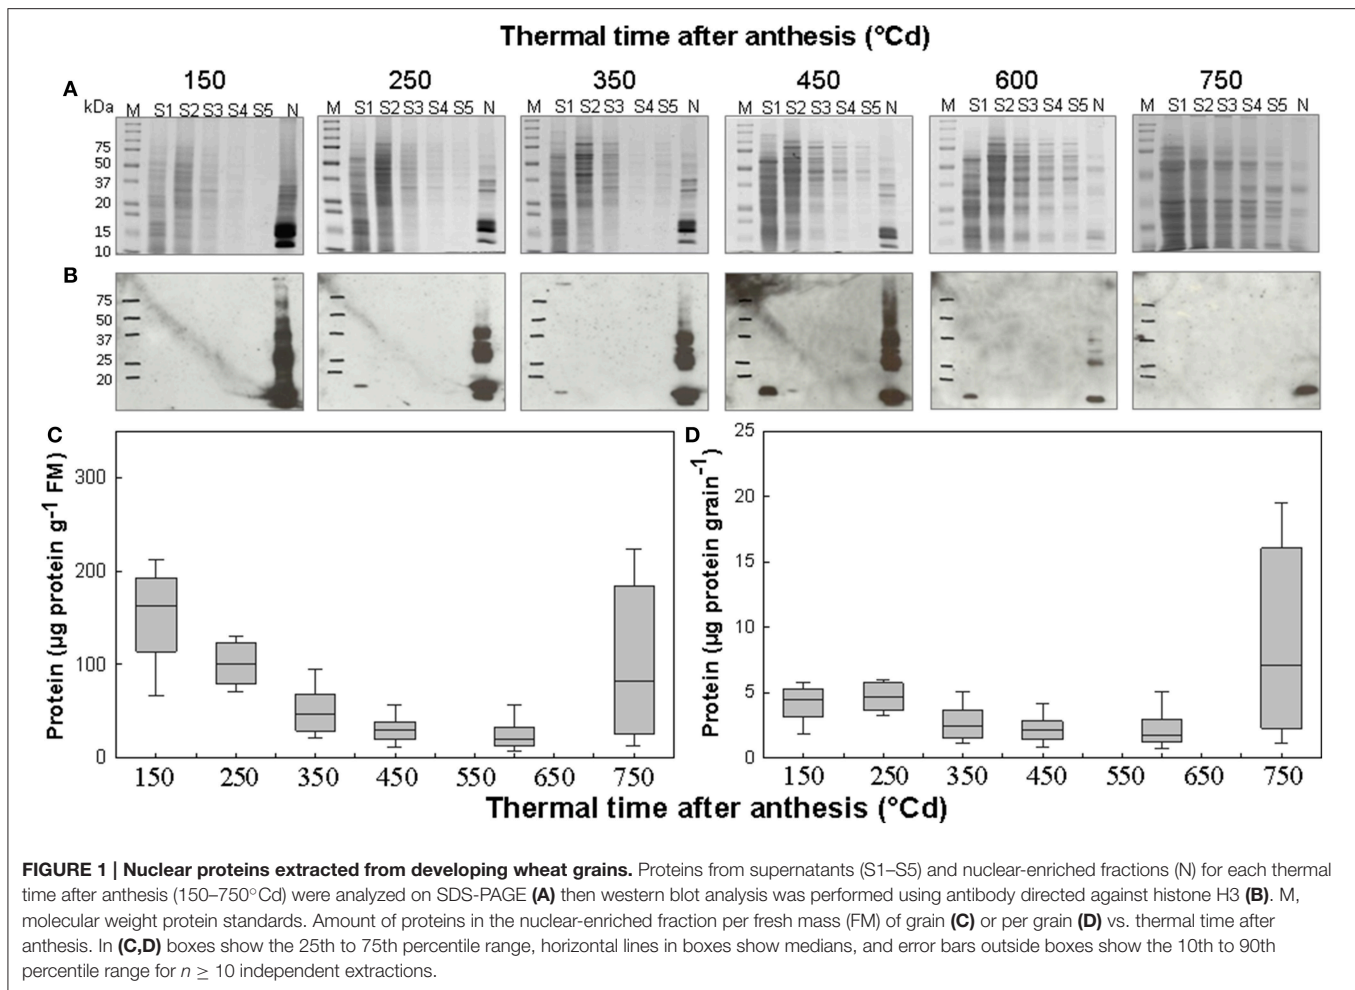 Thermal time after anthesis (°Cd)
150 250 350 450 600 750
A
kDa M S1 S2 S3 S4 S5 N M S1 S2 S3 S4 S5 N M S1 S2 S3 S4 S5 N M S1 S2 S3 S4 S5 N M S1 S2 S3 S4 S5 N M S1 S2 S3 S4 S5 N
75
50
37
20
15
10
B
75
50
37
25
20
C
Protein (µg protein g-1 FM)
300
200
100
0
150 250 350 450 550 650 750
D
Protein (µg protein grain-1)
25
20
15
10
5
0
150 250 350 450 550 650 750
Thermal time after anthesis (°Cd)
FIGURE 1 | Nuclear proteins extracted from developing wheat grains. Proteins from supernatants (S1–S5) and nuclear-enriched fractions (N) for each thermal
time after anthesis (150–750°Cd) were analyzed on SDS-PAGE (A) then western blot analysis was performed using antibody directed against histone H3 (B). M,
molecular weight protein standards. Amount of proteins in the nuclear-enriched fraction per fresh mass (FM) of grain (C) or per grain (D) vs. thermal time after
anthesis. In (C,D) boxes show the 25th to 75th percentile range, horizontal lines in boxes show medians, and error bars outside boxes show the 10th to 90th
percentile range for n ≥ 10 independent extractions.